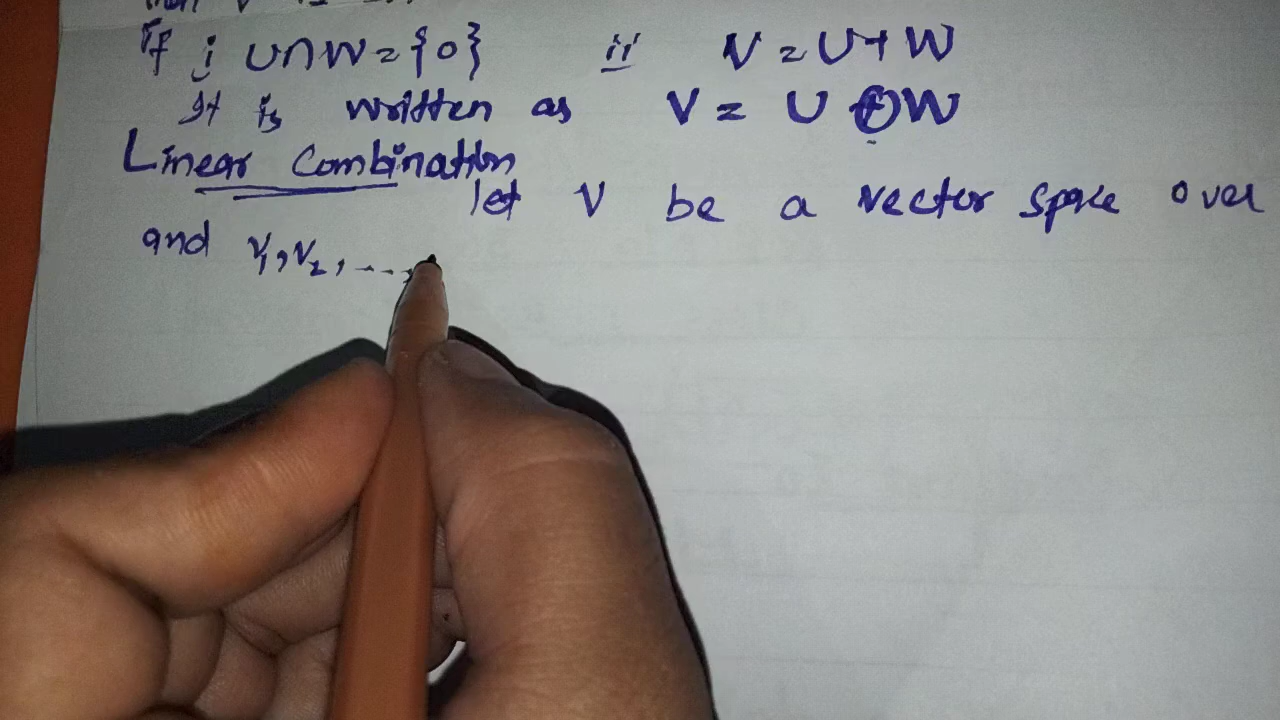 If i U∩W={0} ii V=U+W
It is written as V= U ⊕W
Linear Combination
let V be a vector space over
and v₁,v₂,....,